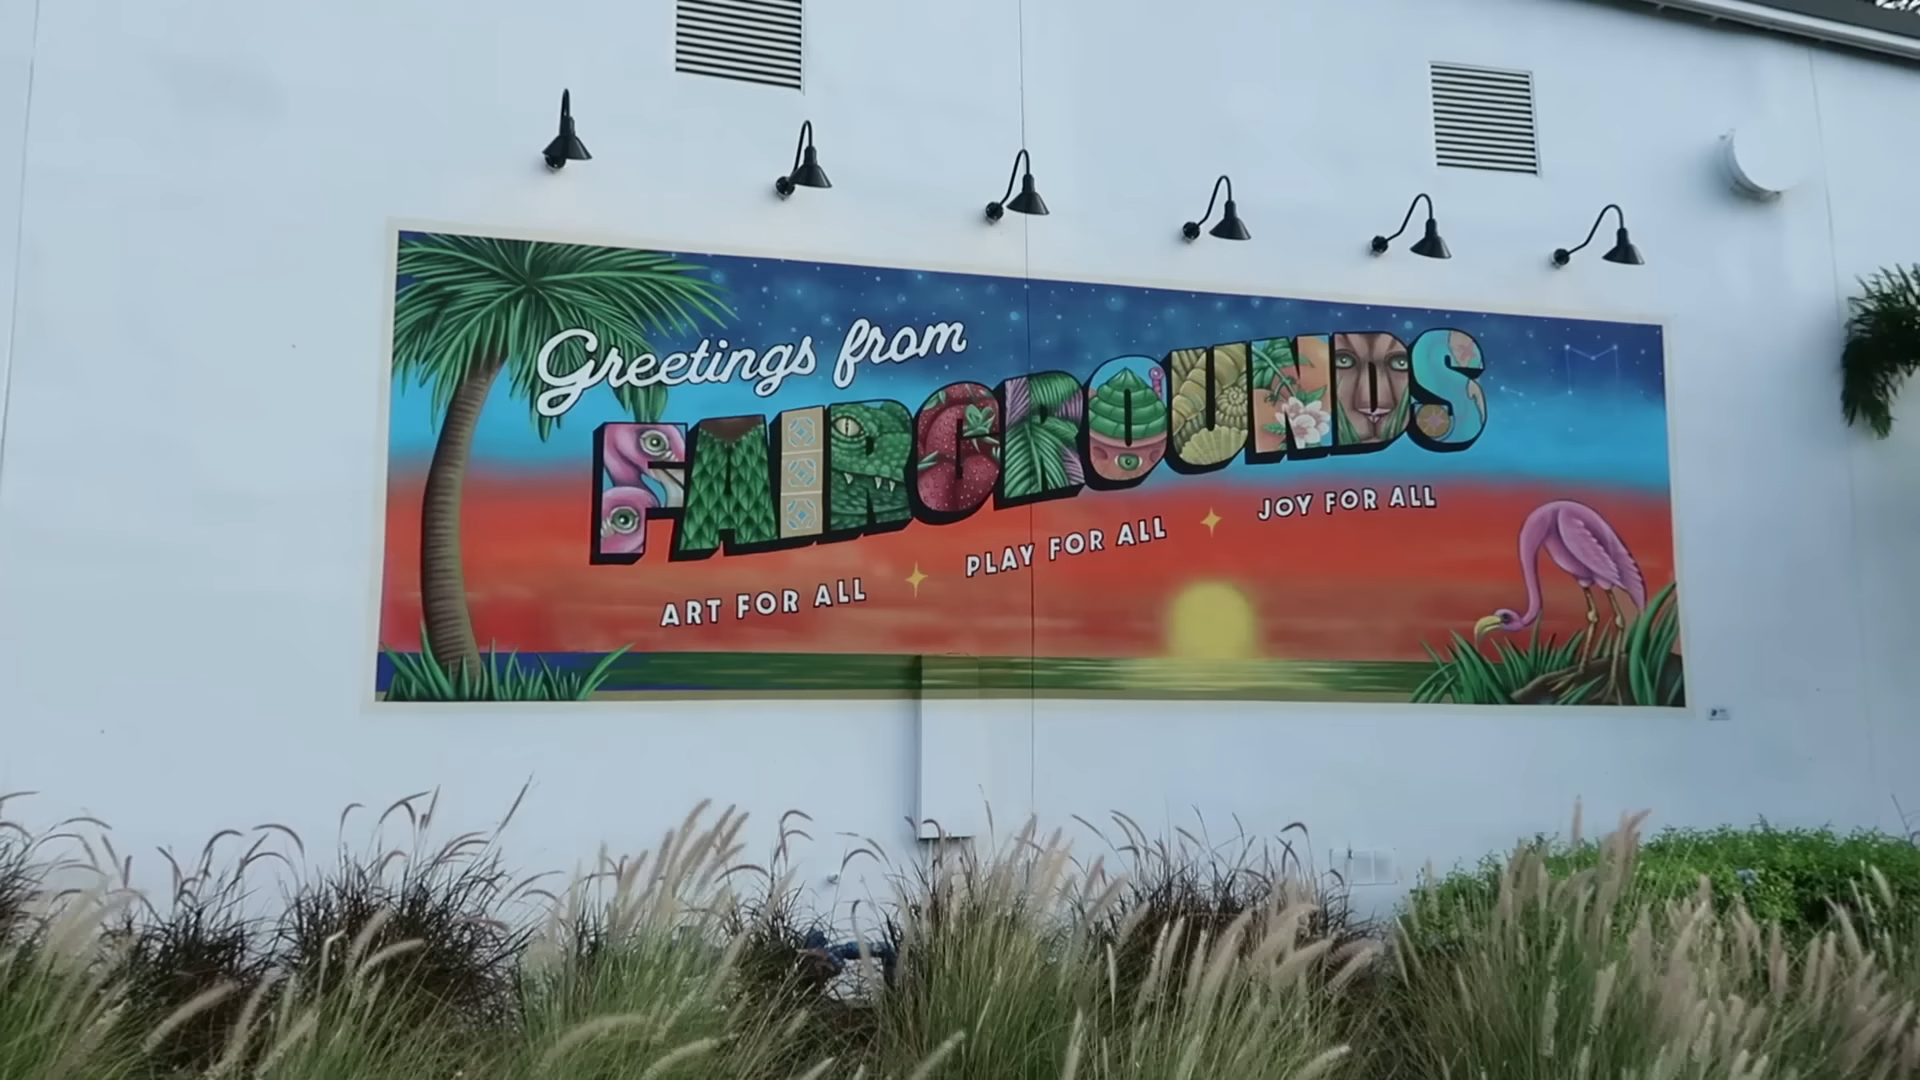 Greetings from
FAIRGROUNDS
ART FOR ALL
PLAY FOR ALL
JOY FOR ALL